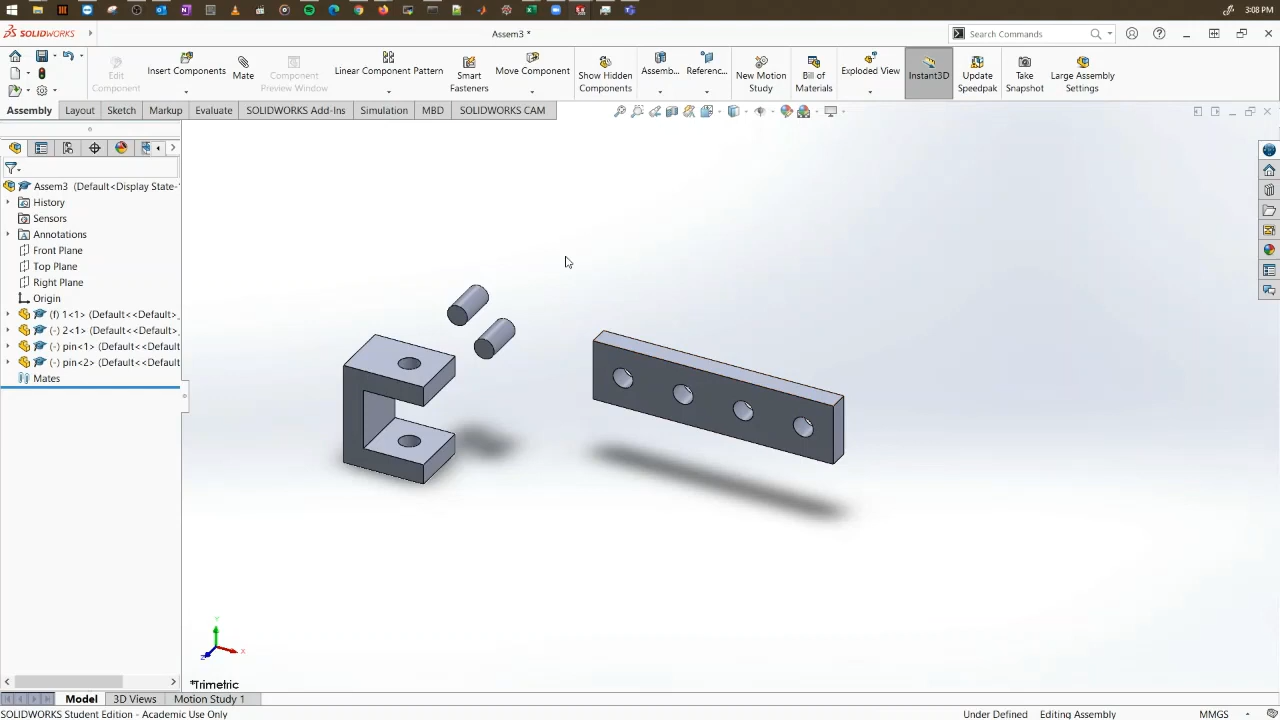 3:08 PM
SOLIDWORKS
Assem3 *
Search Commands
Edit Component
Insert Components
Mate
Component Preview Window
Linear Component Pattern
Smart Fasteners
Move Component
Show Hidden Components
Assemb...
Referenc...
New Motion Study
Bill of Materials
Exploded View
Instant3D
Update Speedpak
Take Snapshot
Large Assembly Settings
Assembly
Layout
Sketch
Markup
Evaluate
SOLIDWORKS Add-Ins
Simulation
MBD
SOLIDWORKS CAM
Assem3 (Default<Display State-
History
Sensors
Annotations
Front Plane
Top Plane
Right Plane
Origin
(f) 1<1> (Default<<Default>_
(-) 2<1> (Default<<Default>_
(-) pin<1> (Default<<Default
(-) pin<2> (Default<<Default
Mates
Y
X
Z
*Trimetric
Model
3D Views
Motion Study 1
SOLIDWORKS Student Edition - Academic Use Only
Under Defined
Editing Assembly
MMGS